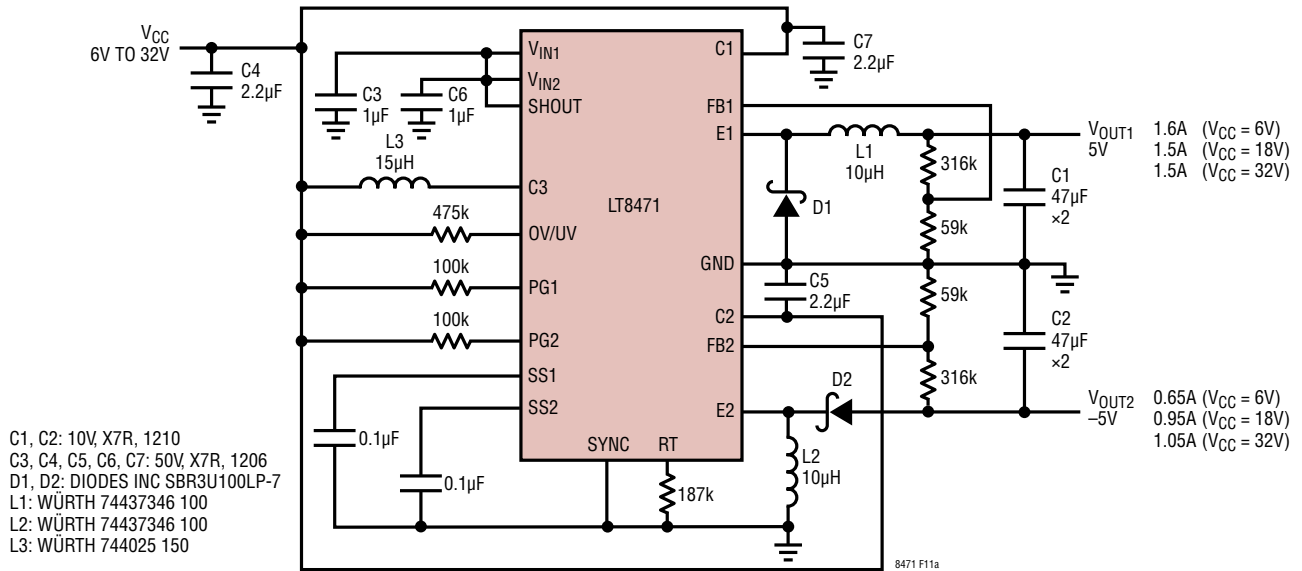 VCC
6V TO 32V
C4
2.2µF
C3
1µF
C6
1µF
L3
15µH
475k
100k
100k
VIN1
VIN2
SHOUT
C3
OV/UV
PG1
PG2
SS1
SS2
SYNC
RT
LT8471
C1
FB1
E1
GND
C2
FB2
E2
C7
2.2µF
L1
10µH
D1
316k
59k
C1
47µF
×2
VOUT1
5V
1.6A (VCC = 6V)
1.5A (VCC = 18V)
1.5A (VCC = 32V)
C5
2.2µF
59k
316k
C2
47µF
×2
D2
VOUT2
–5V
0.65A (VCC = 6V)
0.95A (VCC = 18V)
1.05A (VCC = 32V)
L2
10µH
187k
0.1µF
0.1µF
C1, C2: 10V, X7R, 1210
C3, C4, C5, C6, C7: 50V, X7R, 1206
D1, D2: DIODES INC SBR3U100LP-7
L1: WÜRTH 74437346 100
L2: WÜRTH 74437346 100
L3: WÜRTH 744025 150
8471 F11a